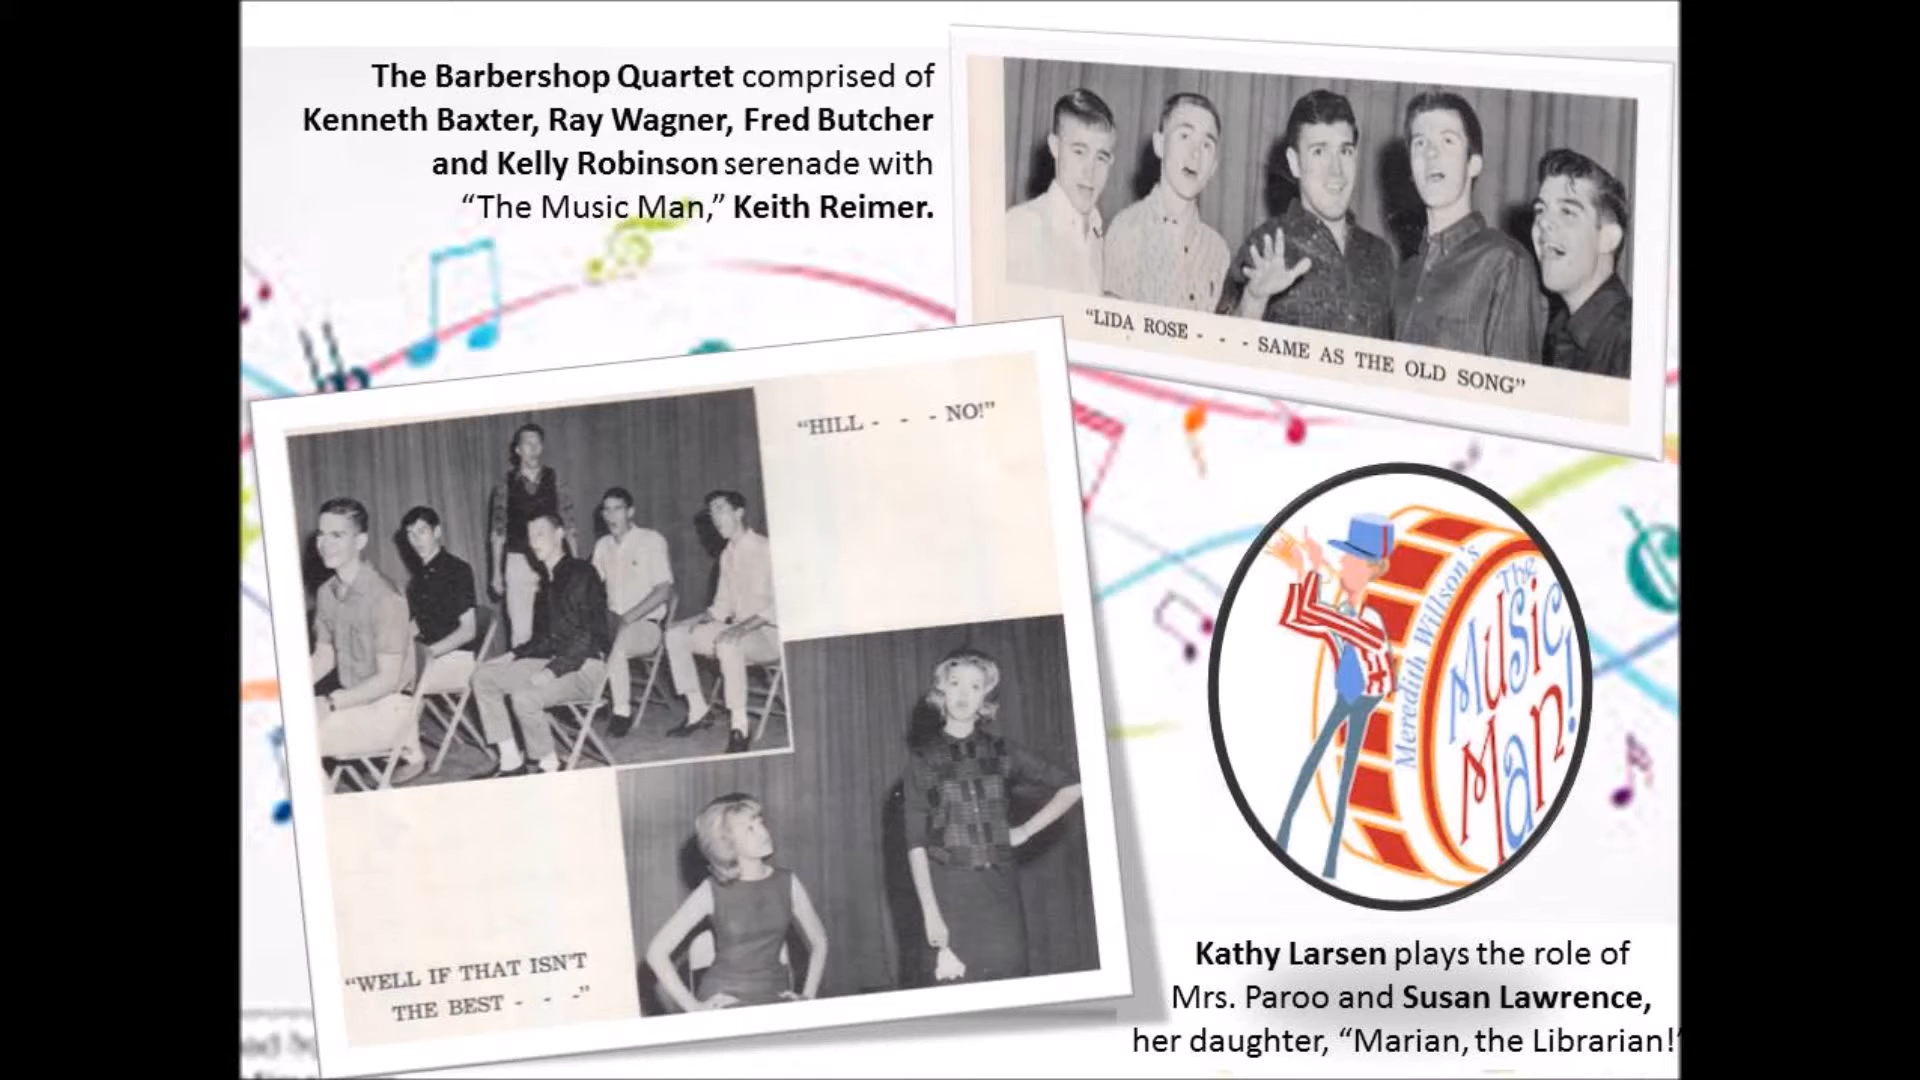 The Barbershop Quartet comprised of
Kenneth Baxter, Ray Wagner, Fred Butcher
and Kelly Robinson serenade with
“The Music Man,” Keith Reimer.
“LIDA ROSE - - - SAME AS THE OLD SONG”
“HILL - - - NO!”
“WELL IF THAT ISN'T
THE BEST - - -”
Meredith Willson's
The
Music
Man!
Kathy Larsen plays the role of
Mrs. Paroo and Susan Lawrence,
her daughter, “Marian, the Librarian!”